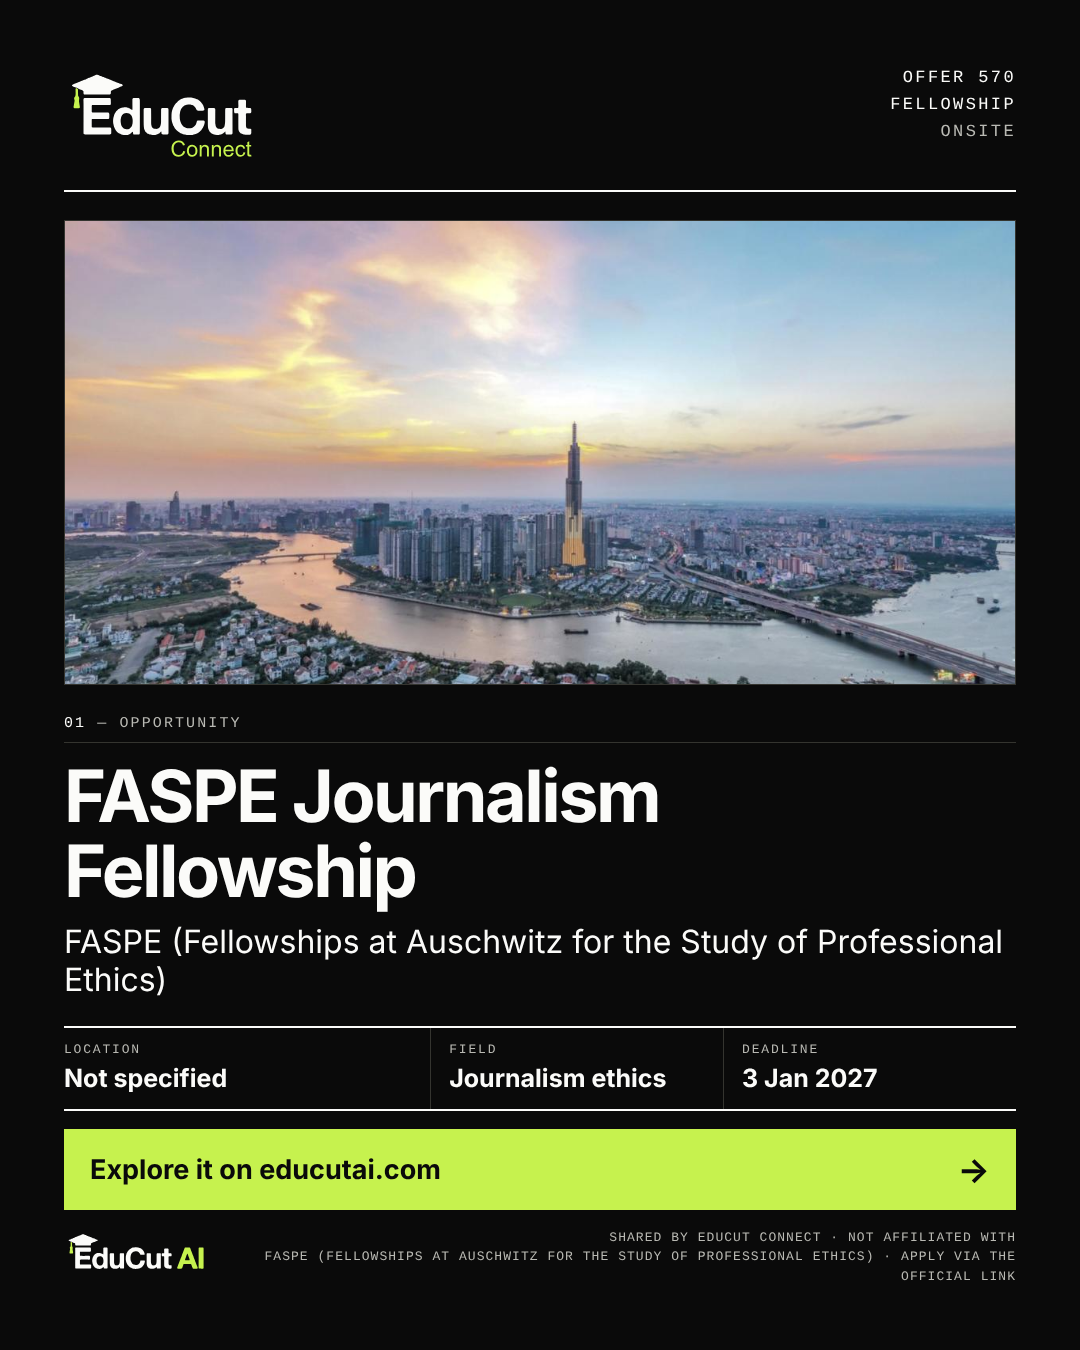 EduCut
Connect
OFFER 570
FELLOWSHIP
ONSITE
01 — OPPORTUNITY
FASPE Journalism
Fellowship
FASPE (Fellowships at Auschwitz for the Study of Professional
Ethics)
LOCATION
Not specified
FIELD
Journalism ethics
DEADLINE
3 Jan 2027
Explore it on educutai.com →
EduCut AI
SHARED BY EDUCUT CONNECT · NOT AFFILIATED WITH
FASPE (FELLOWSHIPS AT AUSCHWITZ FOR THE STUDY OF PROFESSIONAL ETHICS) · APPLY VIA THE
OFFICIAL LINK